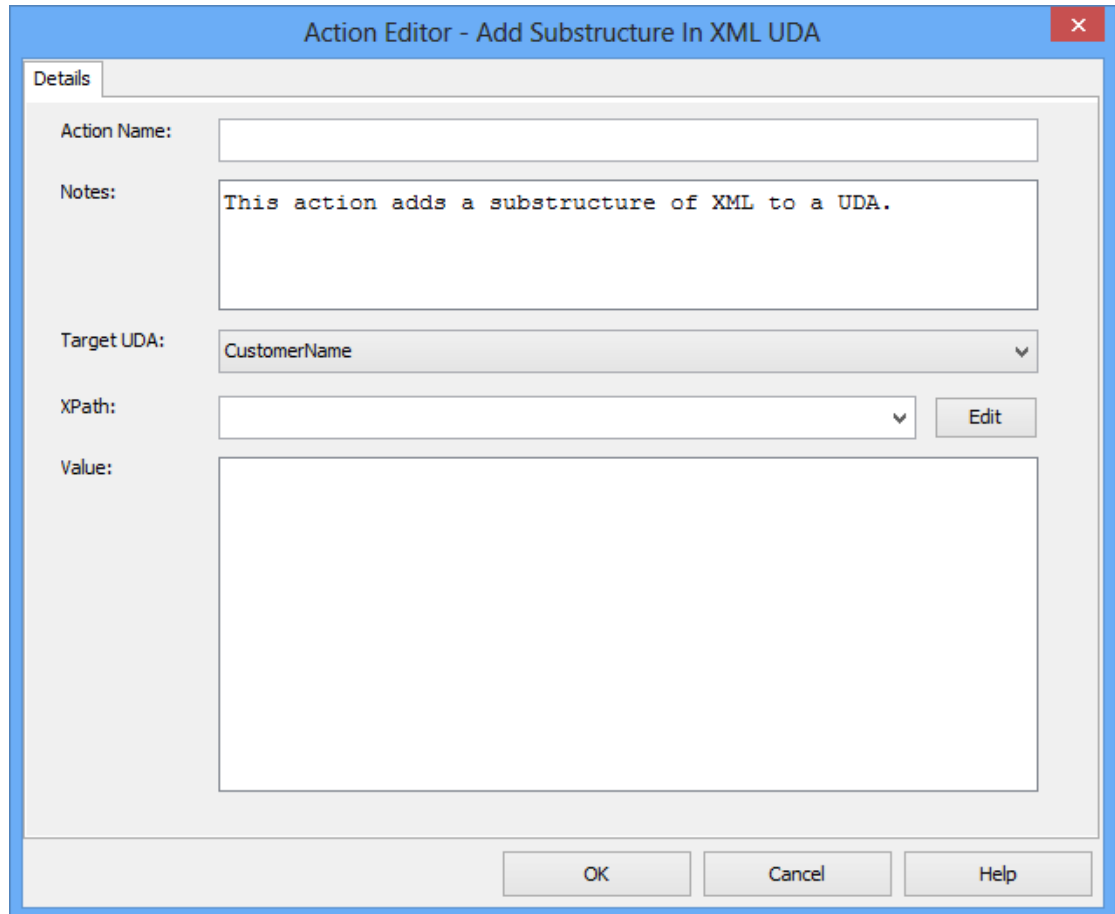 Action Editor - Add Substructure In XML UDA
Details
Action Name:
Notes:
This action adds a substructure of XML to a UDA.
Target UDA:
CustomerName
XPath:
Edit
Value:
OK
Cancel
Help